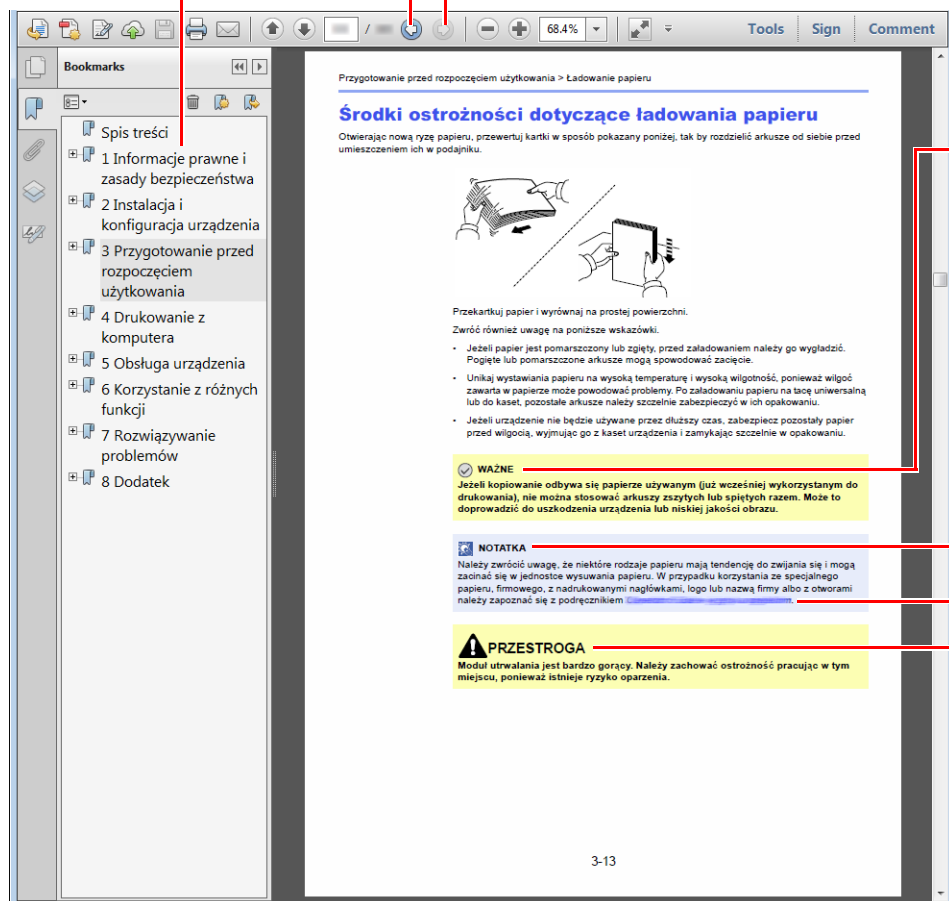 / 68.4% Tools Sign Comment
Bookmarks
Spis treści
1 Informacje prawne i
zasady bezpieczeństwa
2 Instalacja i
konfiguracja urządzenia
3 Przygotowanie przed
rozpoczęciem
użytkowania
4 Drukowanie z
komputera
5 Obsługa urządzenia
6 Korzystanie z różnych
funkcji
7 Rozwiązywanie
problemów
8 Dodatek
Przygotowanie przed rozpoczęciem użytkowania > Ładowanie papieru
Środki ostrożności dotyczące ładowania papieru
Otwierając nową ryzę papieru, przewertuj kartki w sposób pokazany poniżej, tak by rozdzielić arkusze od siebie przed
umieszczeniem ich w podajniku.
Przekartkuj papier i wyrównaj na prostej powierzchni.
Zwróć również uwagę na poniższe wskazówki.
• Jeżeli papier jest pomarszczony lub zgięty, przed załadowaniem należy go wygładzić.
Pogięte lub pomarszczone arkusze mogą spowodować zacięcie.
• Unikaj wystawiania papieru na wysoką temperaturę i wysoką wilgotność, ponieważ wilgoć
zawarta w papierze może powodować problemy. Po załadowaniu papieru na tacę uniwersalną
lub do kaset, pozostałe arkusze należy szczelnie zabezpieczyć w ich opakowaniu.
• Jeżeli urządzenie nie będzie używane przez dłuższy czas, zabezpiecz pozostały papier
przed wilgocią, wyjmując go z kaset urządzenia i zamykając szczelnie w opakowaniu.
WAŻNE
Jeżeli kopiowanie odbywa się papierze używanym (już wcześniej wykorzystanym do
drukowania), nie można stosować arkuszy zszytych lub spiętych razem. Może to
doprowadzić do uszkodzenia urządzenia lub niskiej jakości obrazu.
NOTATKA
Należy zwrócić uwagę, że niektóre rodzaje papieru mają tendencję do zwijania się i mogą
zacinać się w jednostce wysuwania papieru. W przypadku korzystania ze specjalnego
papieru, firmowego, z nadrukowanymi nagłówkami, logo lub nazwą firmy albo z otworami
należy zapoznać się z podręcznikiem .
PRZESTROGA
Moduł utrwalania jest bardzo gorący. Należy zachować ostrożność pracując w tym
miejscu, ponieważ istnieje ryzyko oparzenia.
3-13